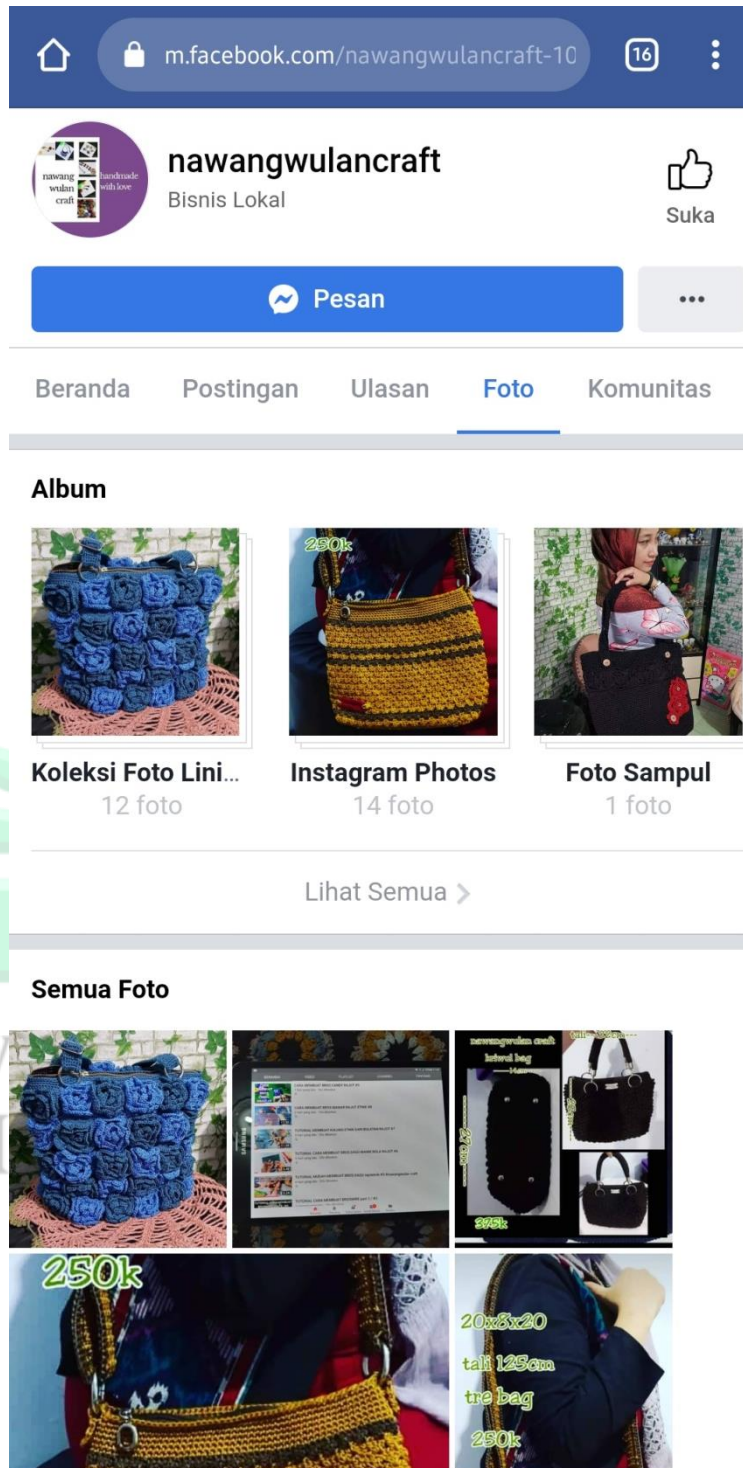 m.facebook.com/nawangwulancraft-10
16
nawang wulan craft
handmade with love
nawangwulancraft
Bisnis Lokal
Suka
Pesan
Beranda Postingan Ulasan Foto Komunitas
Album
250k
Koleksi Foto Lini... Instagram Photos Foto Sampul
12 foto 14 foto 1 foto
Lihat Semua
Semua Foto
nawangwulan craft
kriwul bag
27cm
375k
250k
20x8x20
tali 125cm
tre bag
250k